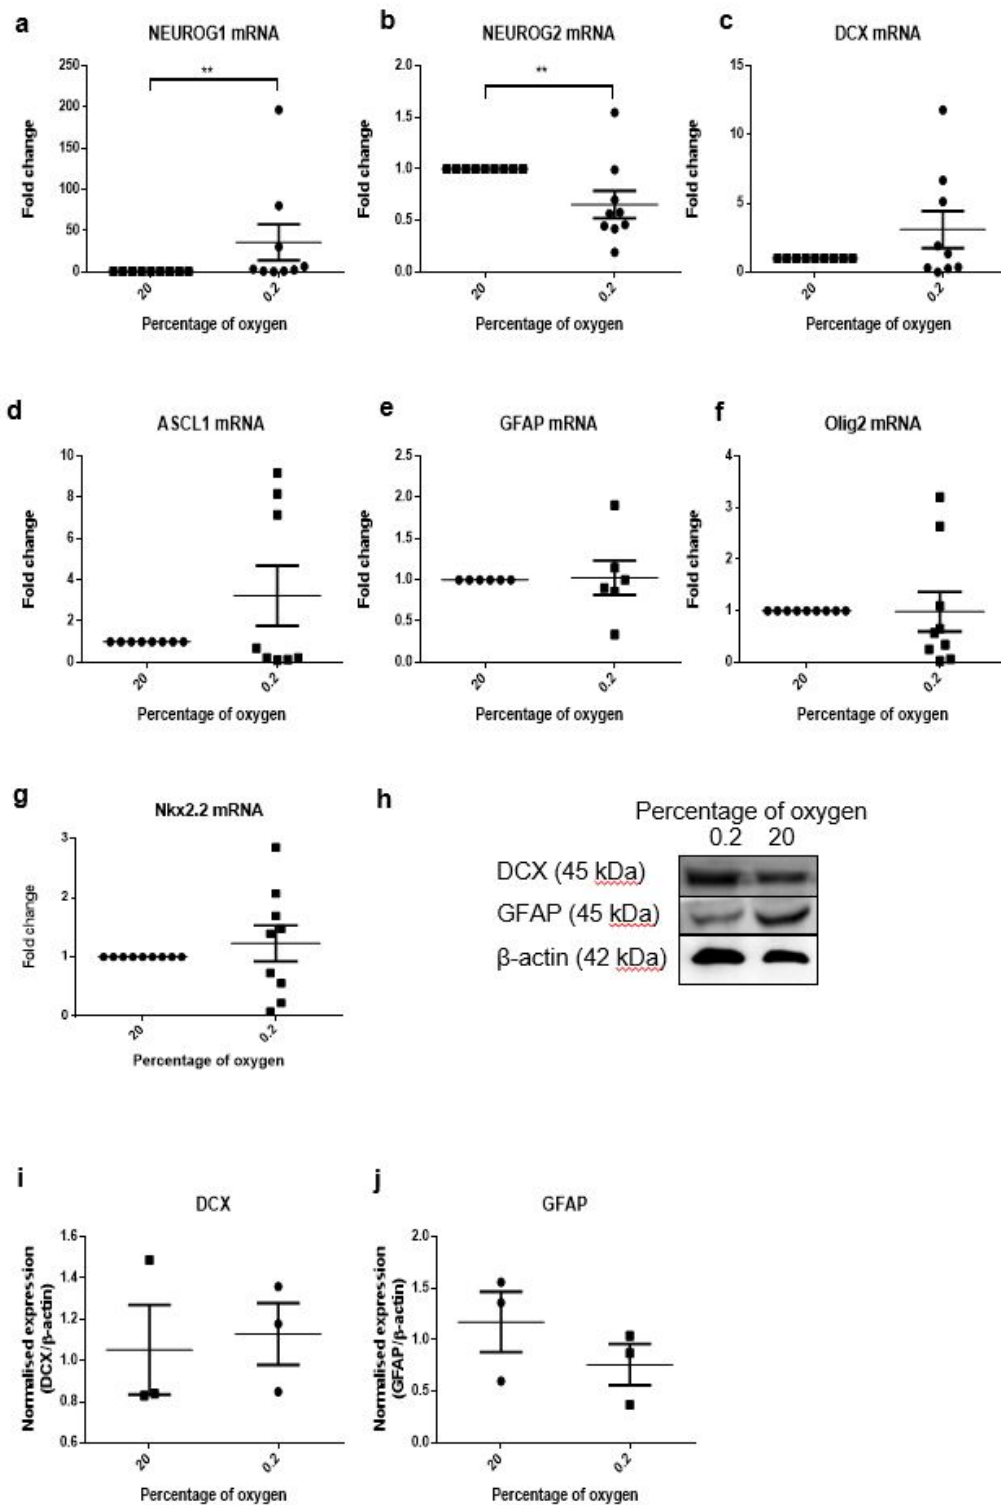 a
NEUROG1 mRNA
Fold change
250
200
150
100
50
0
**
20
0.2
Percentage of oxygen
b
NEUROG2 mRNA
Fold change
2.0
1.5
1.0
0.5
0.0
**
20
0.2
Percentage of oxygen
c
DCX mRNA
Fold change
15
10
5
0
20
0.2
Percentage of oxygen
d
ASCL1 mRNA
Fold change
10
8
6
4
2
0
20
0.2
Percentage of oxygen
e
GFAP mRNA
Fold change
2.5
2.0
1.5
1.0
0.5
0.0
20
0.2
Percentage of oxygen
f
Olig2 mRNA
Fold change
4
3
2
1
0
20
0.2
Percentage of oxygen
g
Nkx2.2 mRNA
Fold change
3
2
1
0
20
0.2
Percentage of oxygen
h
Percentage of oxygen
0.2 20
DCX (45 kDa)
GFAP (45 kDa)
β-actin (42 kDa)
i
DCX
Normalised expression
(DCX/β-actin)
1.6
1.4
1.2
1.0
0.8
0.6
20
0.2
Percentage of oxygen
j
GFAP
Normalised expression
(GFAP/β-actin)
2.0
1.5
1.0
0.5
0.0
20
0.2
Percentage of oxygen